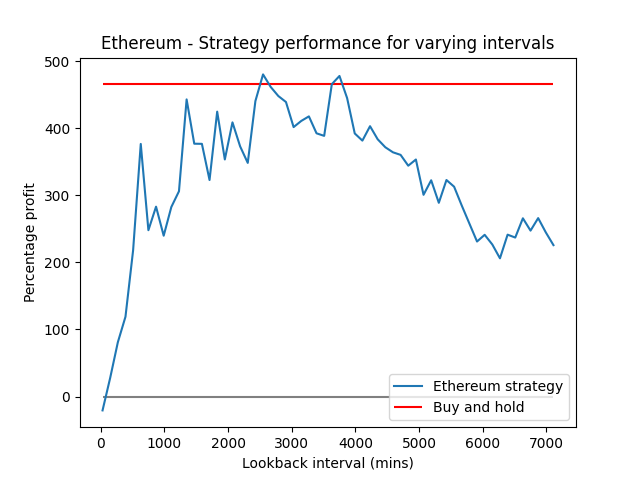 Ethereum - Strategy performance for varying intervals
500
400
300
200
100
0
Percentage profit
Ethereum strategy
Buy and hold
0 1000 2000 3000 4000 5000 6000 7000
Lookback interval (mins)